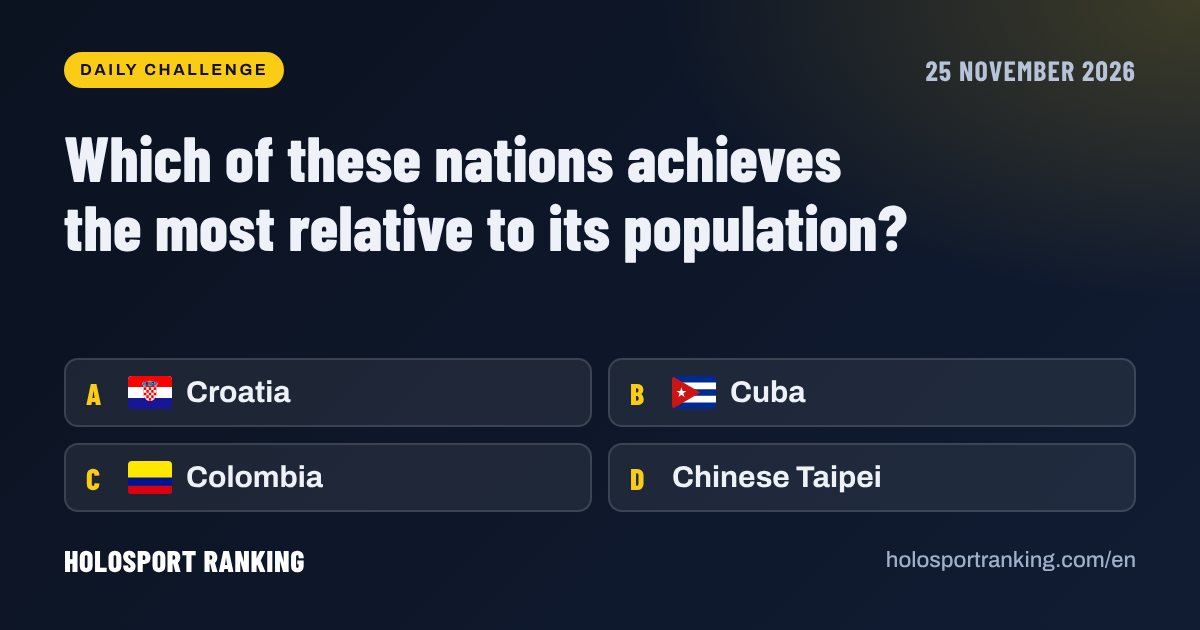 DAILY CHALLENGE
25 NOVEMBER 2026
Which of these nations achieves
the most relative to its population?
A Croatia
B Cuba
C Colombia
D Chinese Taipei
HOLOSPORT RANKING
holosportranking.com/en